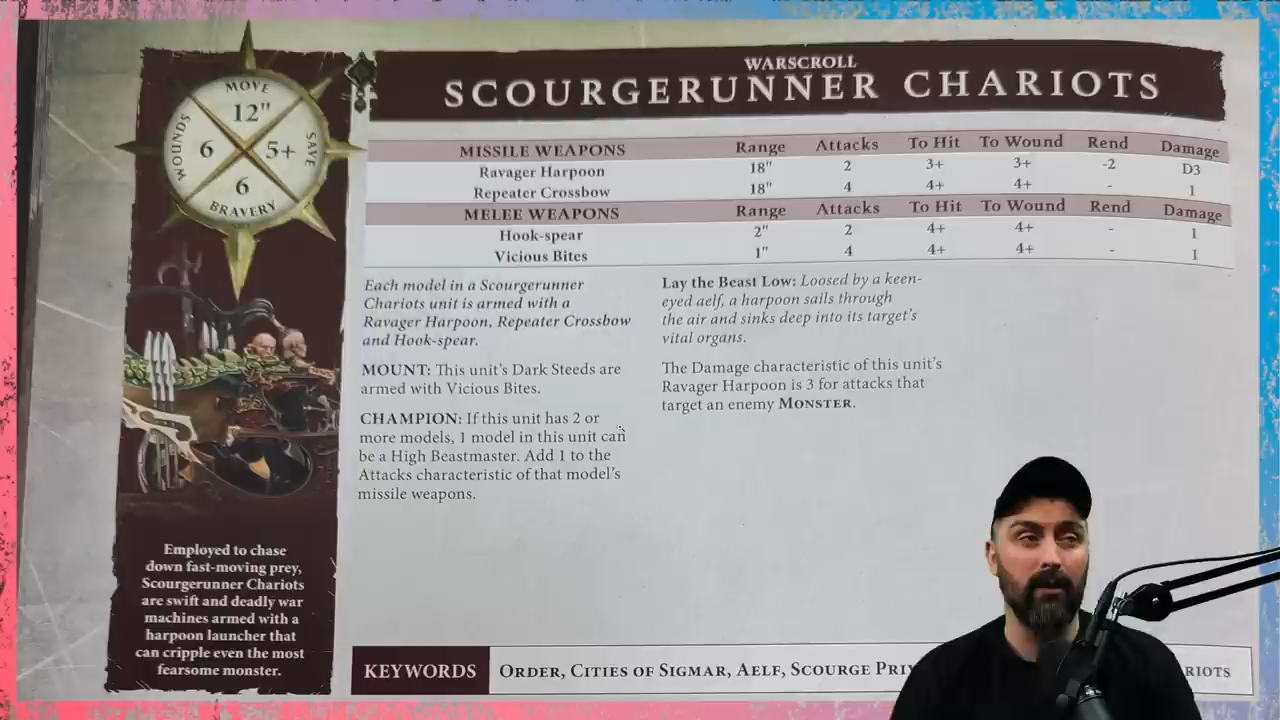 MOVE
12"
WOUNDS
6
5+
SAVE
6
BRAVERY
WARSCROLL
SCOURGERUNNER CHARIOTS
MISSILE WEAPONS Range Attacks To Hit To Wound Rend Damage
Ravager Harpoon 18" 2 3+ 3+ -2 D3
Repeater Crossbow 18" 4 4+ 4+ - 1
MELEE WEAPONS Range Attacks To Hit To Wound Rend Damage
Hook-spear 2" 2 4+ 4+ - 1
Vicious Bites 1" 4 4+ 4+ - 1
Each model in a Scourgerunner
Chariots unit is armed with a
Ravager Harpoon, Repeater Crossbow
and Hook-spear.
MOUNT: This unit's Dark Steeds are
armed with Vicious Bites.
CHAMPION: If this unit has 2 or
more models, 1 model in this unit can
be a High Beastmaster. Add 1 to the
Attacks characteristic of that model's
missile weapons.
Lay the Beast Low: Loosed by a keen-
eyed aelf, a harpoon sails through
the air and sinks deep into its target's
vital organs.
The Damage characteristic of this unit's
Ravager Harpoon is 3 for attacks that
target an enemy MONSTER.
Employed to chase
down fast-moving prey,
Scourgerunner Chariots
are swift and deadly war
machines armed with a
harpoon launcher that
can cripple even the most
fearsome monster.
KEYWORDS ORDER, CITIES OF SIGMAR, AELF, SCOURGE PRI RIOTS